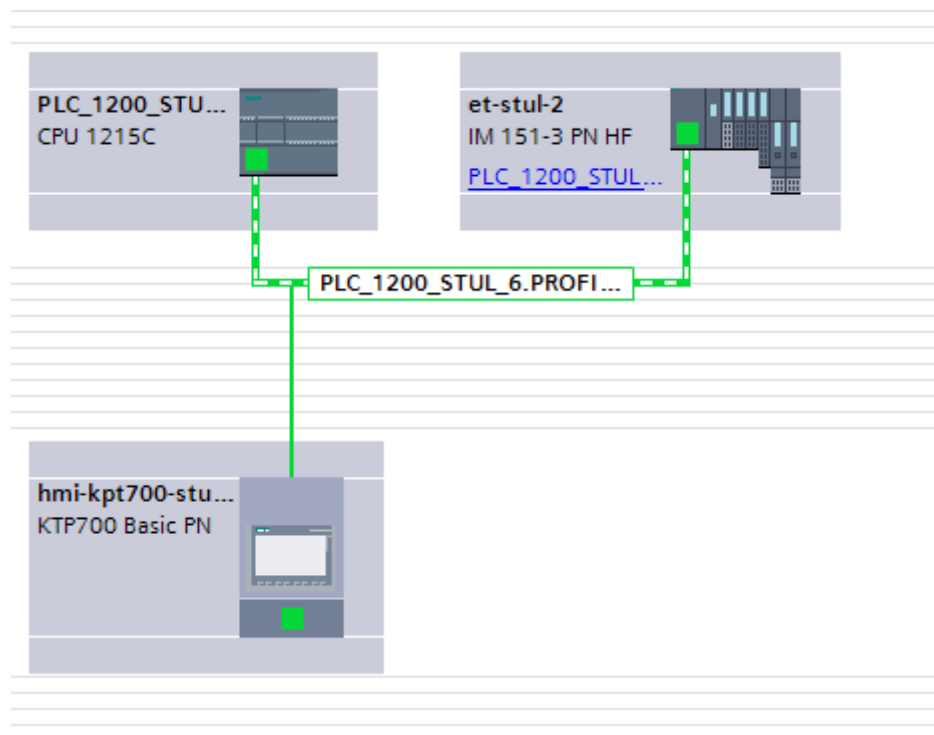 PLC_1200_STU...
CPU 1215C
et-stul-2
IM 151-3 PN HF
PLC_1200_STUL...
PLC_1200_STUL_6.PROFI...
hmi-kpt700-stu...
KTP700 Basic PN